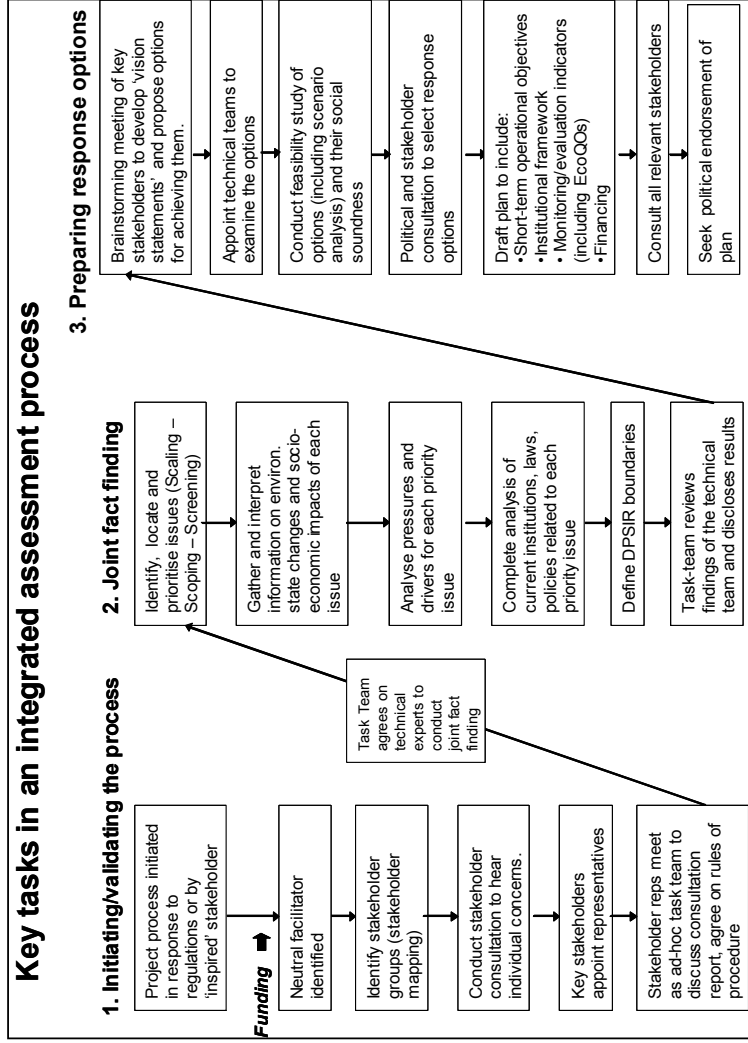 Key tasks in an integrated assessment process
1. Initiating/validating the process
Project process initiated
in response to
regulations or by
'inspired' stakeholder
Funding ➡
Neutral facilitator
identified
Identify stakeholder
groups (stakeholder
mapping)
Conduct stakeholder
consultation to hear
individual concerns.
Key stakeholders
appoint representatives
Stakeholder reps meet
as ad-hoc task team to
discuss consultation
report, agree on rules of
procedure
Task Team
agrees on
technical
experts to
conduct
joint fact
finding
2. Joint fact finding
Identify, locate and
prioritise issues (Scaling –
Scoping – Screening)
Gather and interpret
information on environ.
state changes and socio-
economic impacts of each
issue
Analyse pressures and
drivers for each priority
issue
Complete analysis of
current institutions, laws,
policies related to each
priority issue
Define DPSIR boundaries
Task-team reviews
findings of the technical
team and discloses results
3. Preparing response options
Brainstorming meeting of key
stakeholders to develop 'vision
statements' and propose options
for achieving them.
Appoint technical teams to
examine the options
Conduct feasibility study of
options (including scenario
analysis) and their social
soundness
Political and stakeholder
consultation to select response
options
Draft plan to include:
•Short-term operational objectives
•Institutional framework
• Monitoring/evaluation indicators
(including EcoQOs)
• Financing
Consult all relevant stakeholders
Seek political endorsement of
plan